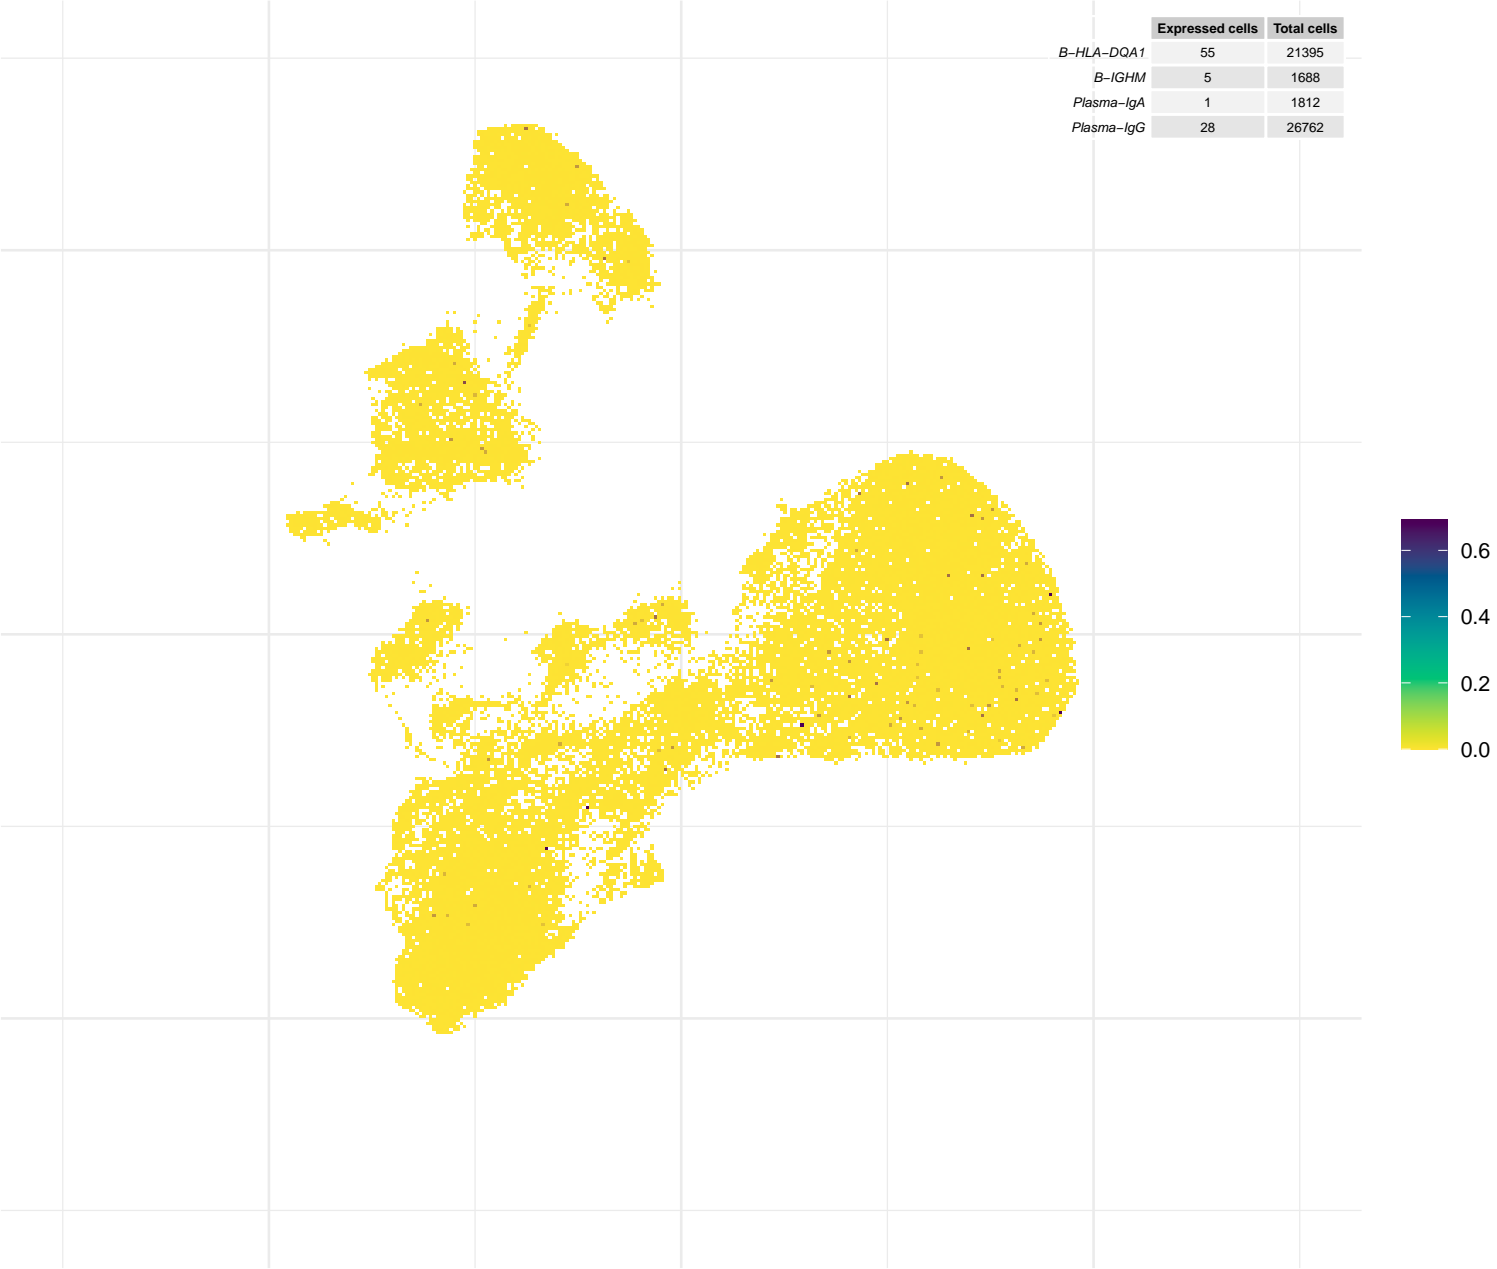 Expressed cells Total cells
B−HLA−DQA1 55 21395
B−IGHM 5 1688
Plasma−IgA 1 1812
Plasma−IgG 28 26762
0.6
0.4
0.2
0.0